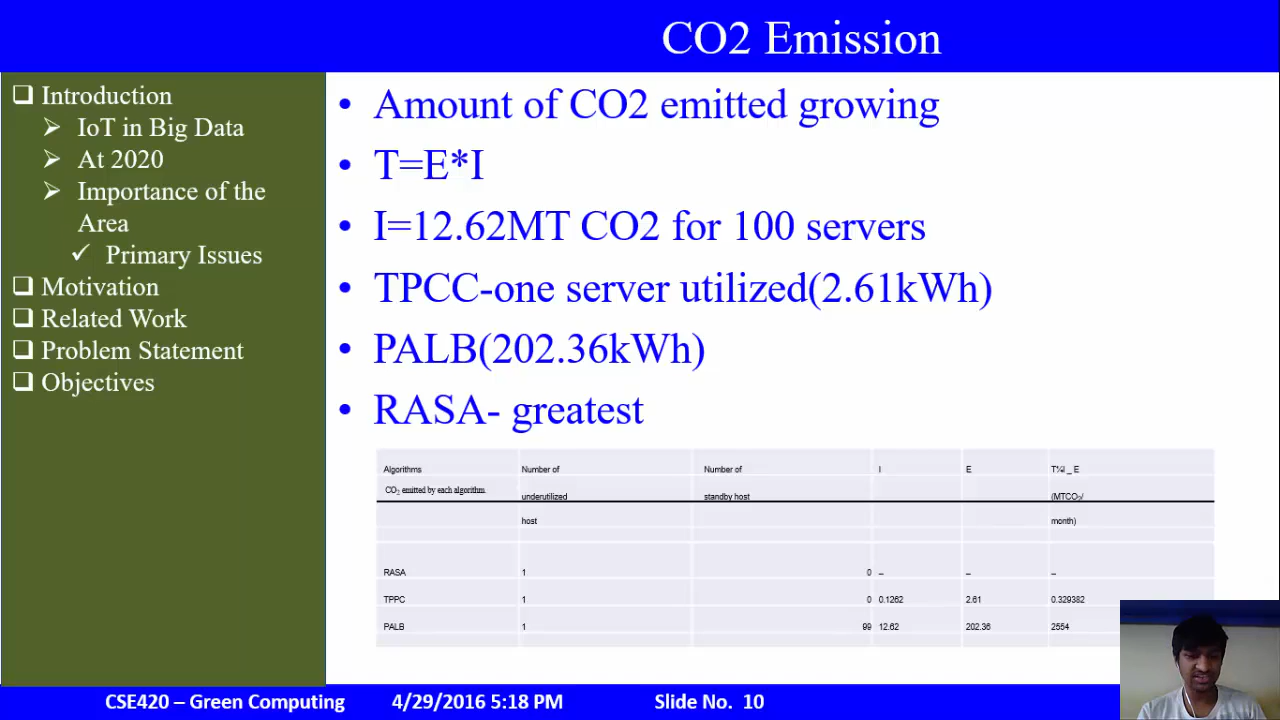 CO2 Emission
Introduction
IoT in Big Data
At 2020
Importance of the
Area
Primary Issues
Motivation
Related Work
Problem Statement
Objectives
• Amount of CO2 emitted growing
• T=E*I
• I=12.62MT CO2 for 100 servers
• TPCC-one server utilized(2.61kWh)
• PALB(202.36kWh)
• RASA- greatest
Algorithms Number of Number of I E T¼I _ E
CO2 emitted by each algorithm. underutilized standby host (MTCO2/
host month)
RASA 1 0 – – –
TPPC 1 0 0.1262 2.61 0.329382
PALB 1 99 12.62 202.36 2554
CSE420 – Green Computing 4/29/2016 5:18 PM Slide No. 10